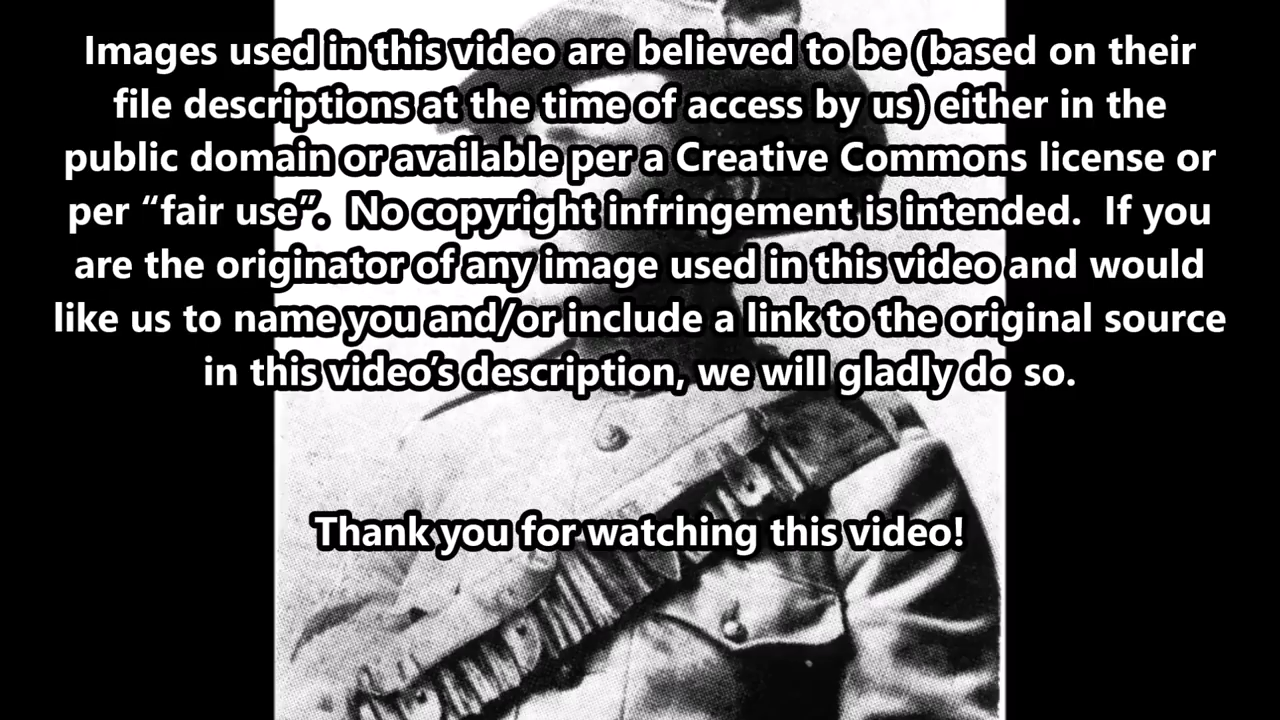 Images used in this video are believed to be (based on their
file descriptions at the time of access by us) either in the
public domain or available per a Creative Commons license or
per “fair use”.  No copyright infringement is intended.  If you
are the originator of any image used in this video and would
like us to name you and/or include a link to the original source
in this video’s description, we will gladly do so.
Thank you for watching this video!